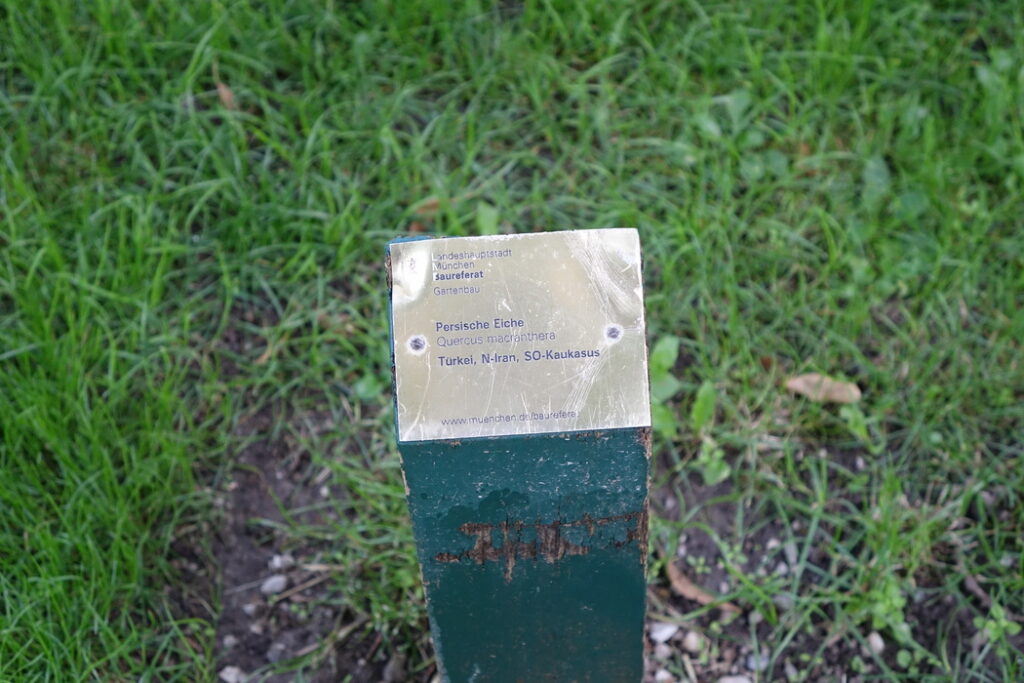 Landeshauptstadt
München
Baureferat
Gartenbau
Persische Eiche
Quercus macranthera
Türkei, N-Iran, SO-Kaukasus
www.muenchen.de/baureferat